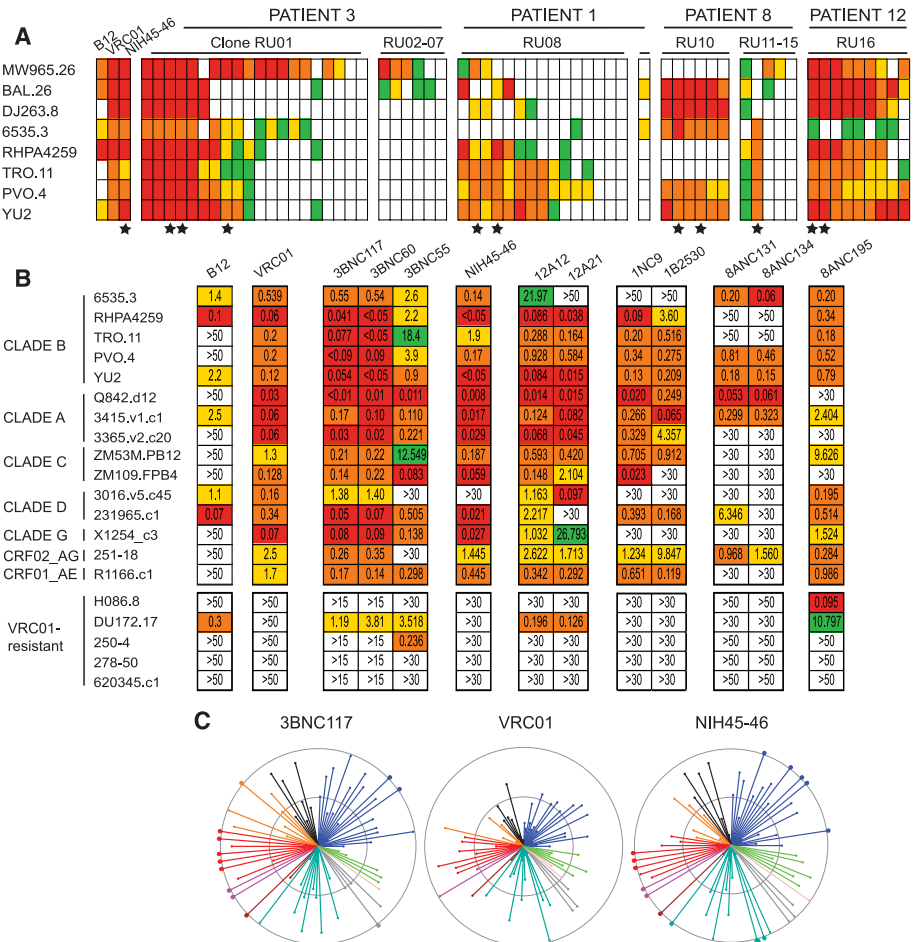 PATIENT 3 PATIENT 1 PATIENT 8 PATIENT 12
A B12 VRC01 NIH45-46 Clone RU01 RU02-07 RU08 RU10 RU11-15 RU16
MW965.26
BAL.26
DJ263.8
6535.3
RHPA4259
TRO.11
PVO.4
YU2
B B12 VRC01 3BNC117 3BNC60 3BNC55 NIH45-46 12A12 12A21 1NC9 1B2530 8ANC131 8ANC134 8ANC195
CLADE B
6535.3 1.4 0.539 0.55 0.54 2.6 0.14 21.97 >50 >50 >50 0.20 0.06 0.20
RHPA4259 0.1 0.06 0.041 <0.05 2.2 <0.05 0.086 0.038 0.09 3.60 >50 >50 0.34
TRO.11 >50 0.2 0.077 <0.05 18.4 1.9 0.288 0.164 0.20 0.516 >50 >50 0.18
PVO.4 >50 0.2 <0.09 0.09 3.9 0.17 0.928 0.584 0.34 0.275 0.81 0.46 0.52
YU2 2.2 0.12 0.054 <0.05 0.9 <0.05 0.084 0.015 0.13 0.209 0.18 0.15 0.79
CLADE A
Q842.d12 >50 0.03 <0.01 0.01 0.011 0.008 0.014 0.015 0.020 0.249 0.053 0.061 >30
3415.v1.c1 2.5 0.06 0.17 0.10 0.110 0.017 0.124 0.082 0.266 0.065 0.299 0.323 2.404
3365.v2.c20 >50 0.06 0.03 0.02 0.221 0.029 0.068 0.045 0.329 4.357 >30 >30 >30
CLADE C
ZM53M.PB12 >50 1.3 0.21 0.22 12.549 0.187 0.593 0.420 0.705 0.912 >30 >30 9.626
ZM109.FPB4 >50 0.128 0.14 0.22 0.083 0.059 0.148 2.104 0.023 >30 >30 >30 >30
CLADE D
3016.v5.c45 1.1 0.16 1.38 1.40 >30 >30 1.163 0.097 >30 >30 >30 >30 0.195
231965.c1 0.07 0.34 0.05 0.07 0.505 0.021 2.217 >30 0.393 0.168 6.346 >30 0.514
CLADE G
X1254_c3 >50 0.07 0.08 0.09 0.138 0.027 1.032 26.793 >30 >30 >30 >30 1.524
CRF02_AG 251-18 >50 2.5 0.26 0.35 >30 1.445 2.622 1.713 1.234 9.847 0.968 1.560 0.284
CRF01_AE R1166.c1 >50 1.7 0.17 0.14 0.298 0.445 0.342 0.292 0.651 0.119 >30 >30 0.986
VRC01-
resistant
H086.8 >50 >50 >15 >15 >30 >30 >30 >30 >50 >50 >50 >50 0.095
DU172.17 0.3 >50 1.19 3.81 3.518 >30 0.196 0.126 >30 >30 >30 >30 10.797
250-4 >50 >50 >15 >15 0.236 >30 >30 >30 >30 >30 >30 >30 >50
278-50 >50 >50 >15 >15 >30 >30 >30 >30 >30 >30 >30 >30 >50
620345.c1 >50 >50 >15 >15 >30 >30 >30 >30 >30 >30 >30 >30 >50
C 3BNC117 VRC01 NIH45-46